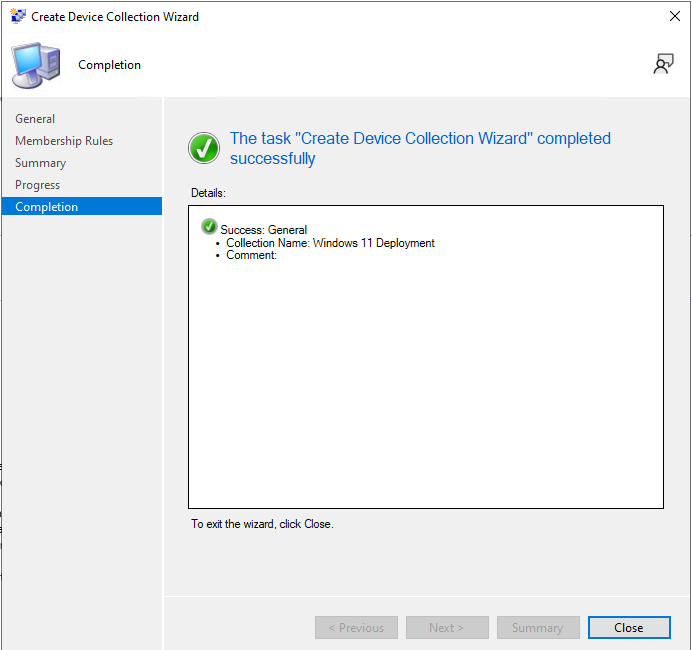 Create Device Collection Wizard
Completion
General
Membership Rules
Summary
Progress
Completion
The task "Create Device Collection Wizard" completed
successfully
Details:
Success: General
• Collection Name: Windows 11 Deployment
• Comment:
To exit the wizard, click Close.
< Previous
Next >
Summary
Close